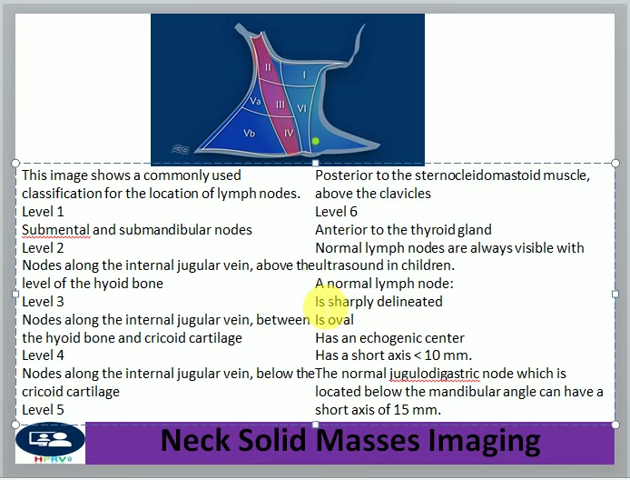 II
I
Va
III
VI
Vb
IV
This image shows a commonly used
classification for the location of lymph nodes.
Level 1
Submental and submandibular nodes
Level 2
Nodes along the internal jugular vein, above the
level of the hyoid bone
Level 3
Nodes along the internal jugular vein, between
the hyoid bone and cricoid cartilage
Level 4
Nodes along the internal jugular vein, below the
cricoid cartilage
Level 5
Posterior to the sternocleidomastoid muscle,
above the clavicles
Level 6
Anterior to the thyroid gland
Normal lymph nodes are always visible with
ultrasound in children.
A normal lymph node:
Is sharply delineated
Is oval
Has an echogenic center
Has a short axis < 10 mm.
The normal jugulodigastric node which is
located below the mandibular angle can have a
short axis of 15 mm.
Neck Solid Masses Imaging